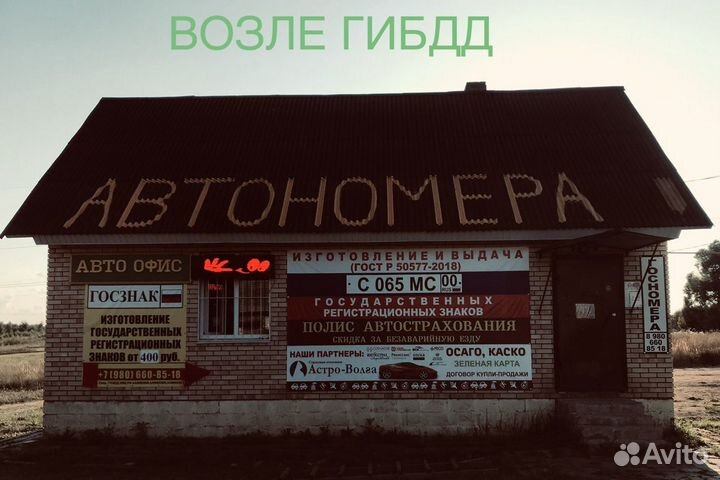 ВОЗЛЕ ГИБДД
АВТОНОМЕРА
АВТО ОФИС
ГОСЗНАК
ИЗГОТОВЛЕНИЕ
ГОСУДАРСТВЕННЫХ
РЕГИСТРАЦИОННЫХ
ЗНАКОВ от 400 руб.
+7(980) 660-85-18
ИЗГОТОВЛЕНИЕ И ВЫДАЧА
(ГОСТ Р 50577-2018)
С 065 МС 00 RUS
ГОСУДАРСТВЕННЫХ
РЕГИСТРАЦИОННЫХ ЗНАКОВ
ПОЛИС АВТОСТРАХОВАНИЯ
СКИДКА ЗА БЕЗАВАРИЙНУЮ ЕЗДУ
НАШИ ПАРТНЕРЫ:
Астро-Волга
ОСАГО, КАСКО
ЗЕЛЕНАЯ КАРТА
ДОГОВОР КУПЛИ-ПРОДАЖИ
ГОСНОМЕРА
8 980
660
85 18
Avito